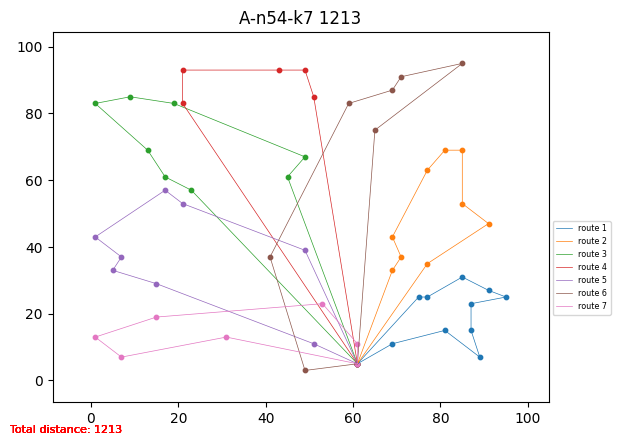 A-n54-k7 1213
100
80
60
40
20
0
0 20 40 60 80 100
route 1
route 2
route 3
route 4
route 5
route 6
route 7
Total distance: 1213